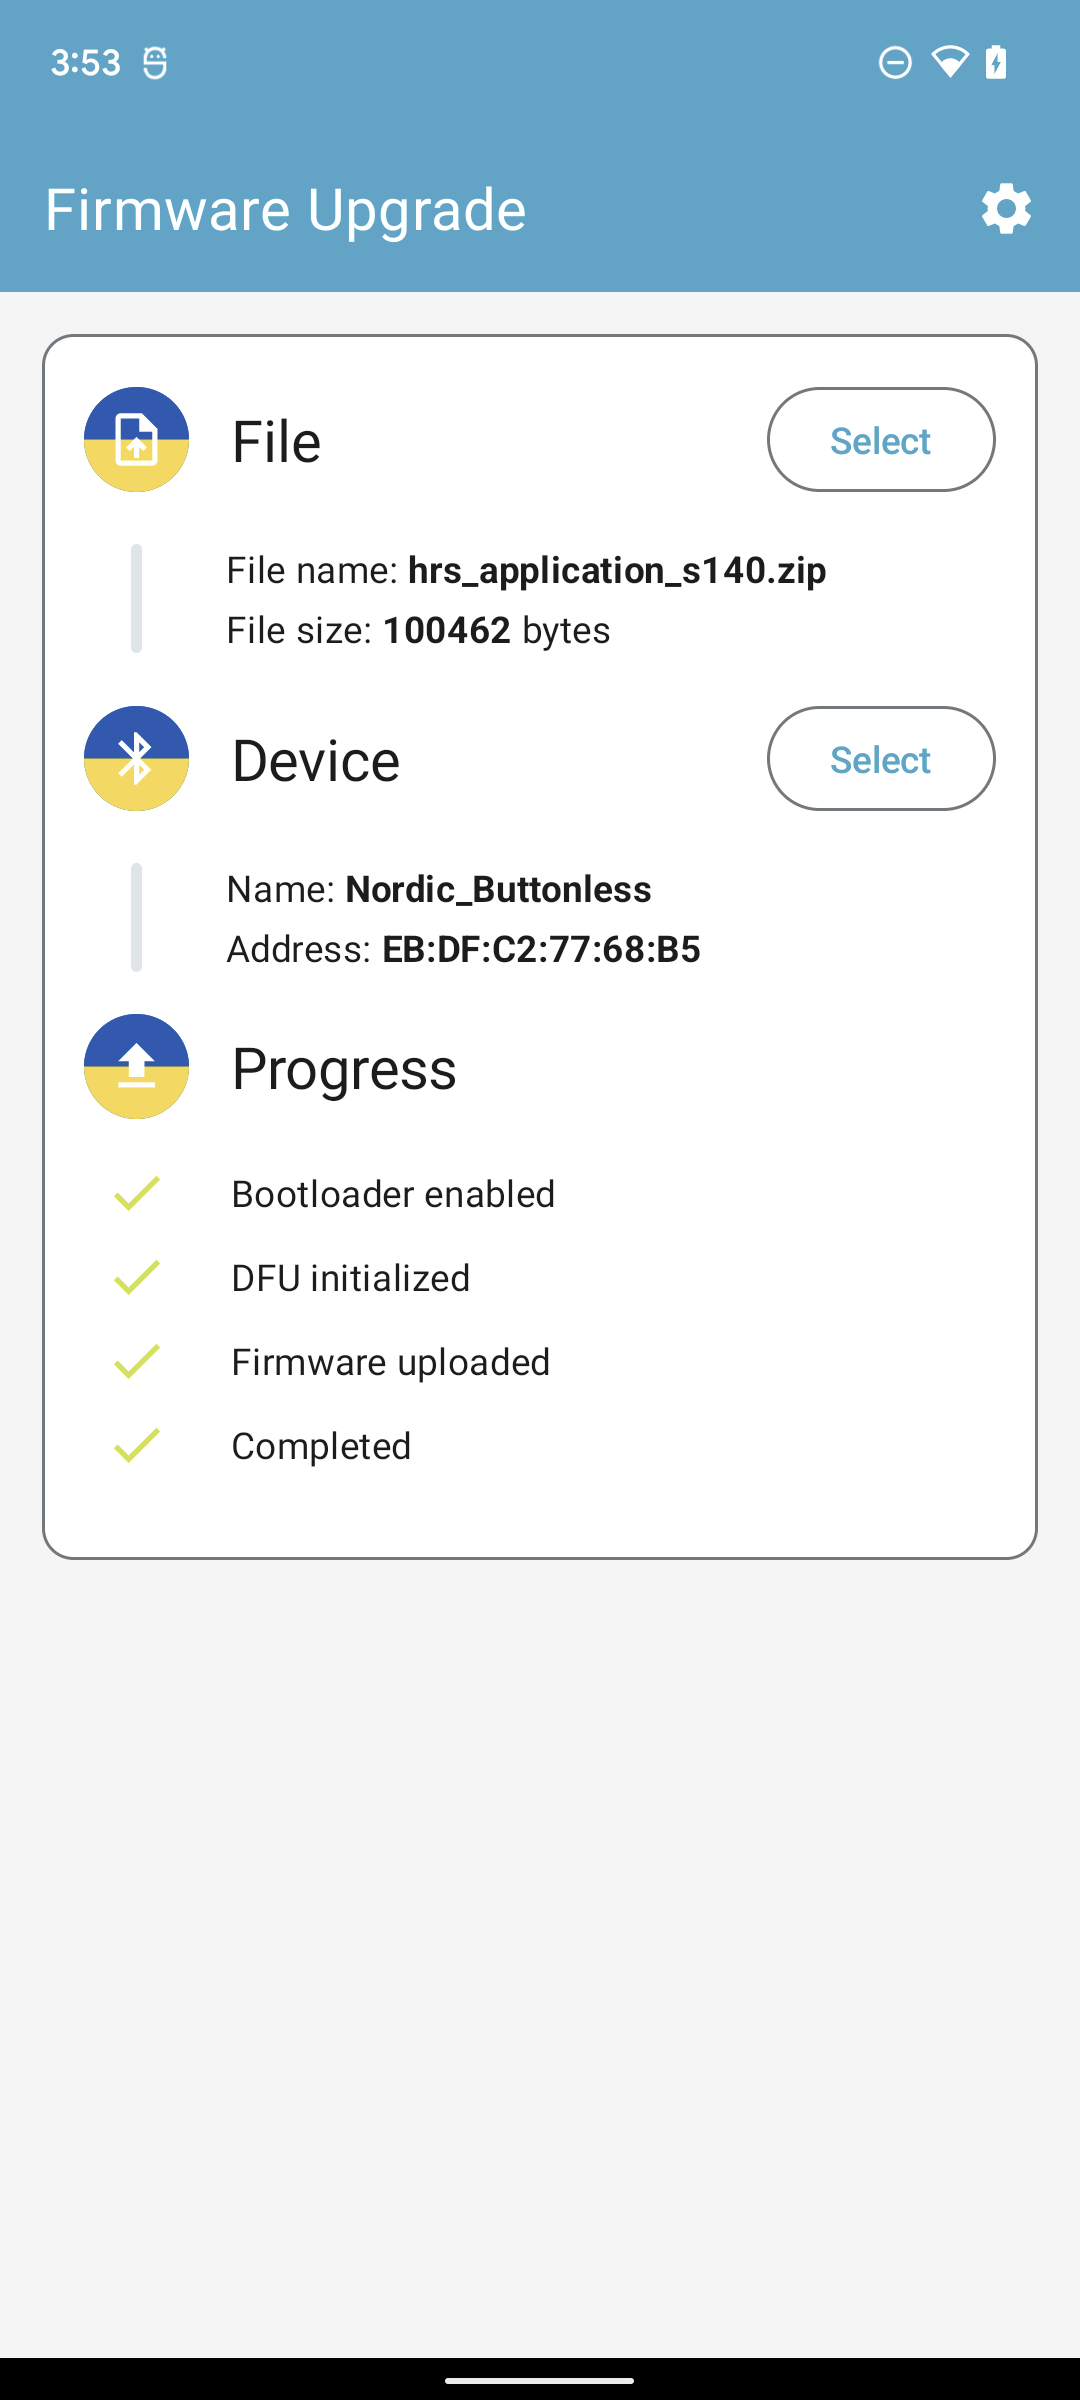 3:53
Firmware Upgrade
File
Select
File name: hrs_application_s140.zip
File size: 100462 bytes
Device
Select
Name: Nordic_Buttonless
Address: EB:DF:C2:77:68:B5
Progress
Bootloader enabled
DFU initialized
Firmware uploaded
Completed